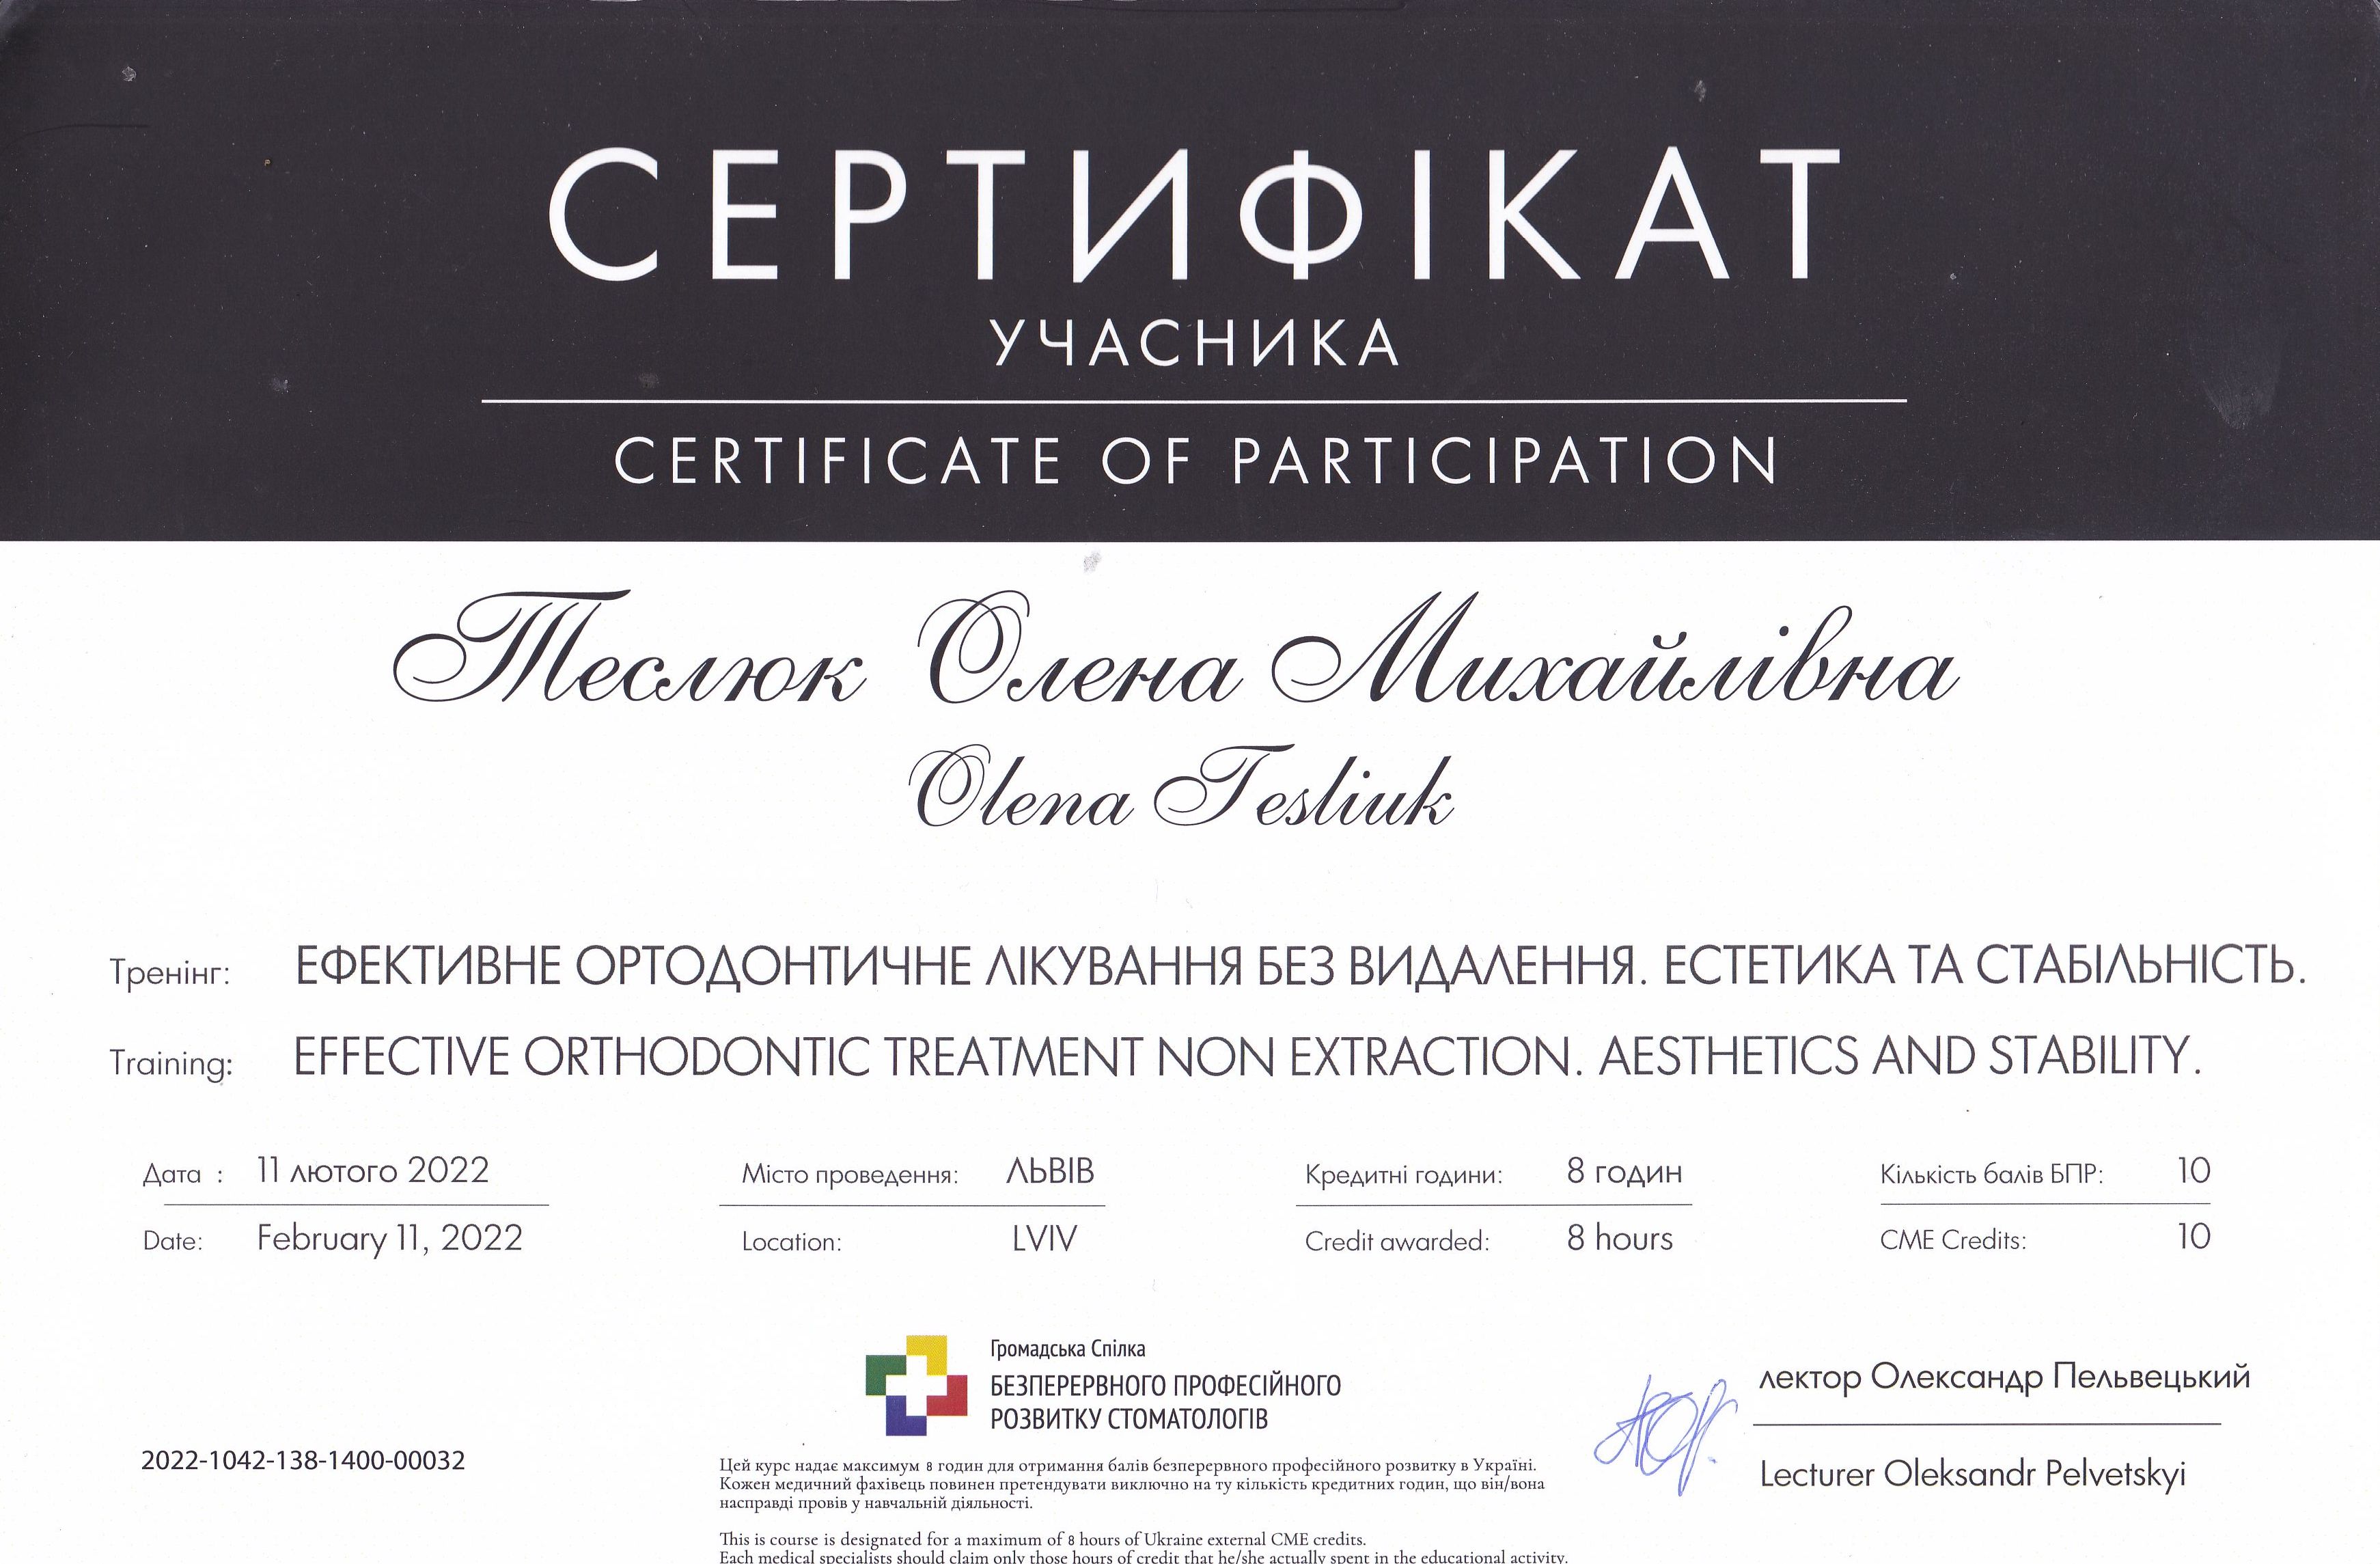 СЕРТИФІКАТ
УЧАСНИКА
CERTIFICATE OF PARTICIPATION
Теслюк Олена Михайлівна
Olena Tesliuk
Тренінг: ЕФЕКТИВНЕ ОРТОДОНТИЧНЕ ЛІКУВАННЯ БЕЗ ВИДАЛЕННЯ. ЕСТЕТИКА ТА СТАБІЛЬНІСТЬ.
Training: EFFECTIVE ORTHODONTIC TREATMENT NON EXTRACTION. AESTHETICS AND STABILITY.
Дата : 11 лютого 2022 Місто проведення: ЛЬВІВ Кредитні години: 8 годин Кількість балів БПР: 10
Date: February 11, 2022 Location: LVIV Credit awarded: 8 hours CME Credits: 10
Громадська Спілка
БЕЗПЕРЕРВНОГО ПРОФЕСІЙНОГО
РОЗВИТКУ СТОМАТОЛОГІВ
лектор Олександр Пельвецький
Lecturer Oleksandr Pelvetskyi
2022-1042-138-1400-00032
Цей курс надає максимум 8 годин для отримання балів безперервного професійного розвитку в Україні.
Кожен медичний фахівець повинен претендувати виключно на ту кількість кредитних годин, що він/вона
насправді провів у навчальній діяльності.
This is course is designated for a maximum of 8 hours of Ukraine external CME credits.
Each medical specialists should claim only those hours of credit that he/she actually spent in the educational activity.